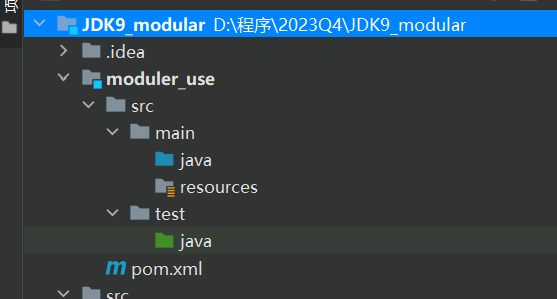 JDK9_modular D:\程序\2023Q4\JDK9_modular
.idea
moduler_use
src
main
java
resources
test
java
pom.xml
src